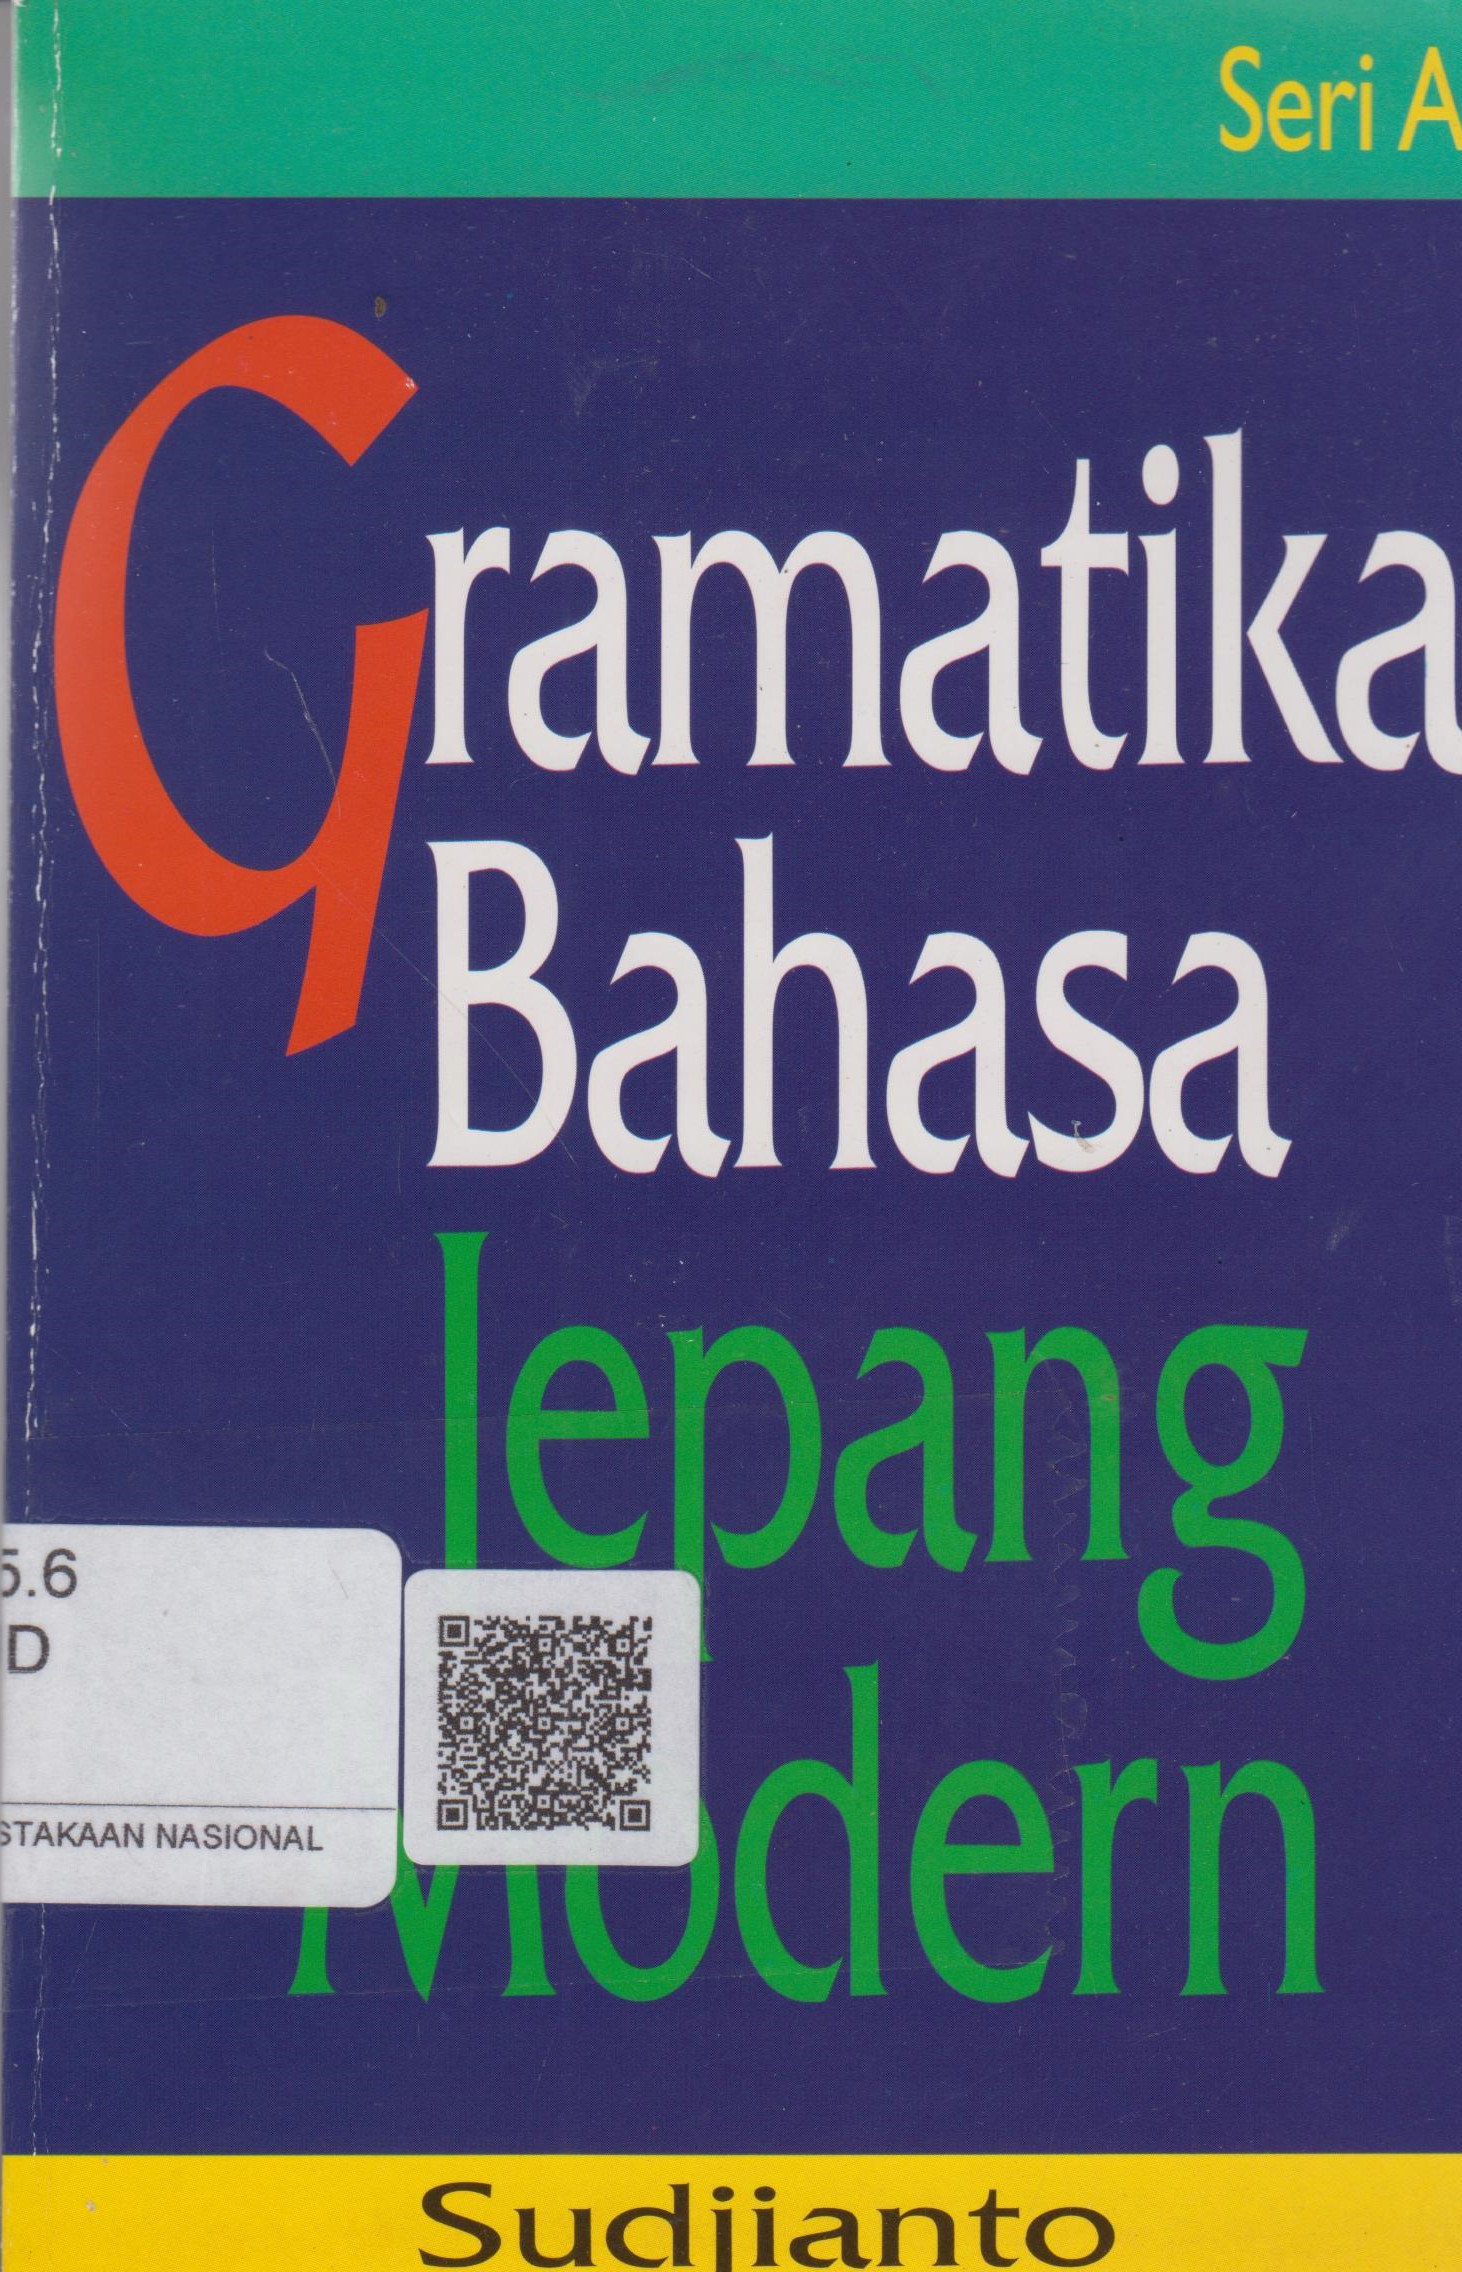 Seri A
Gramatika
Bahasa
Jepang
5.6
D
STAKAAN NASIONAL
Modern
Sudjianto